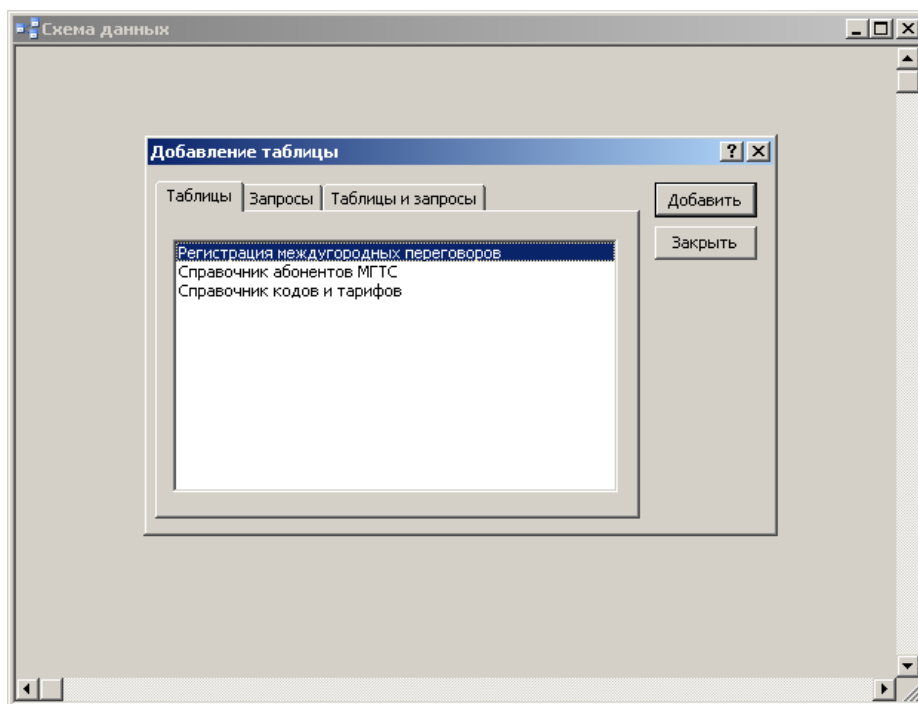 Схема данных
Добавление таблицы
Таблицы Запросы Таблицы и запросы
Добавить
Закрыть
Регистрация междугородных переговоров
Справочник абонентов МГТС
Справочник кодов и тарифов